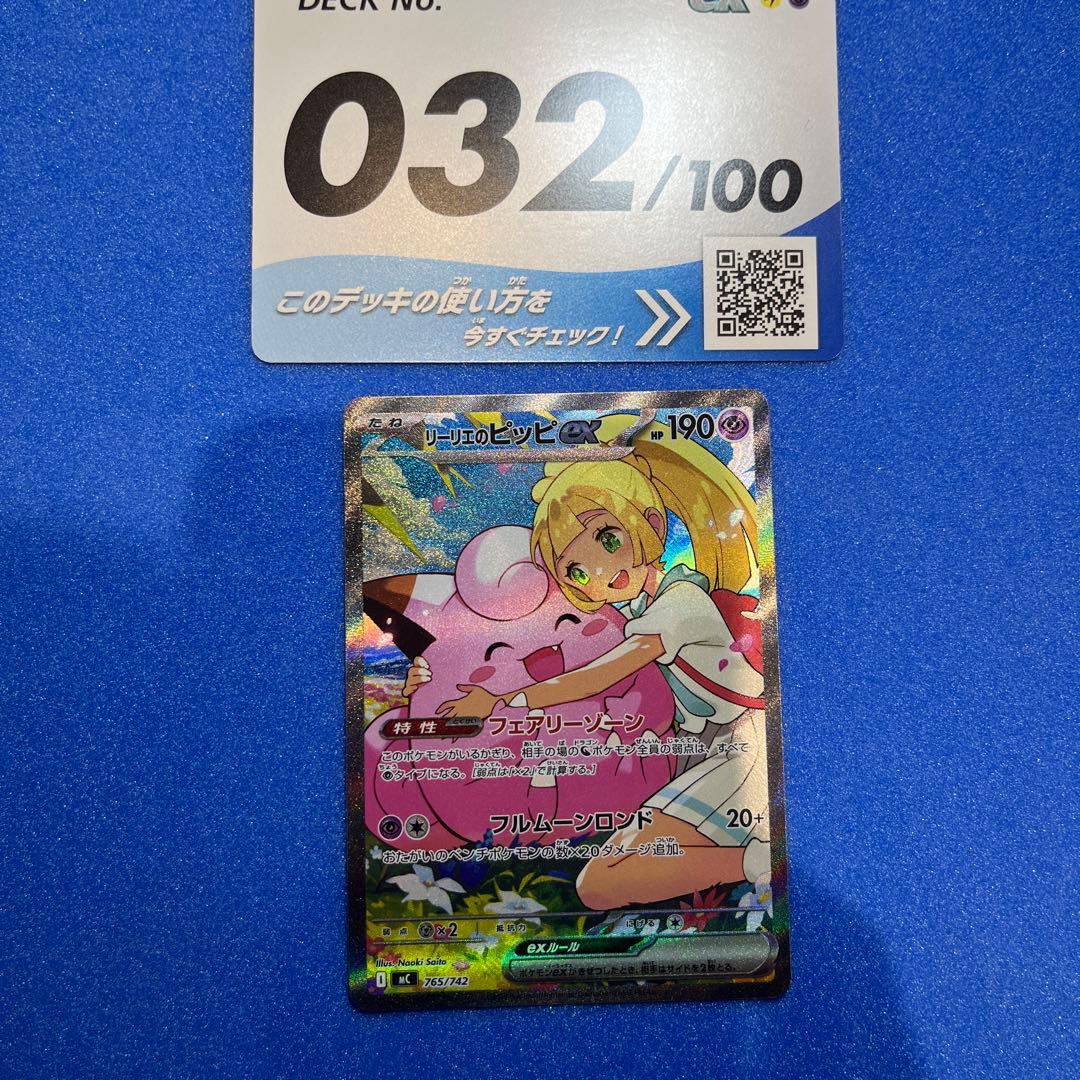 DECK No.
ex
032/100
このデッキの使い方を
今すぐチェック！
たね
リーリエのピッピex
HP 190
特性 フェアリーゾーン
このポケモンがいるかぎり、相手の場のポケモン全員の弱点は、すべて
タイプになる。［弱点は「×2」で計算する。］
フルムーンロンド 20+
おたがいのベンチポケモンの数×20ダメージ追加。
弱点 ×2 抵抗力 にげる
exルール
ポケモンexがきぜつしたとき、相手はサイドを2枚とる。
Illus. Naoki Saito
I MC 765/742